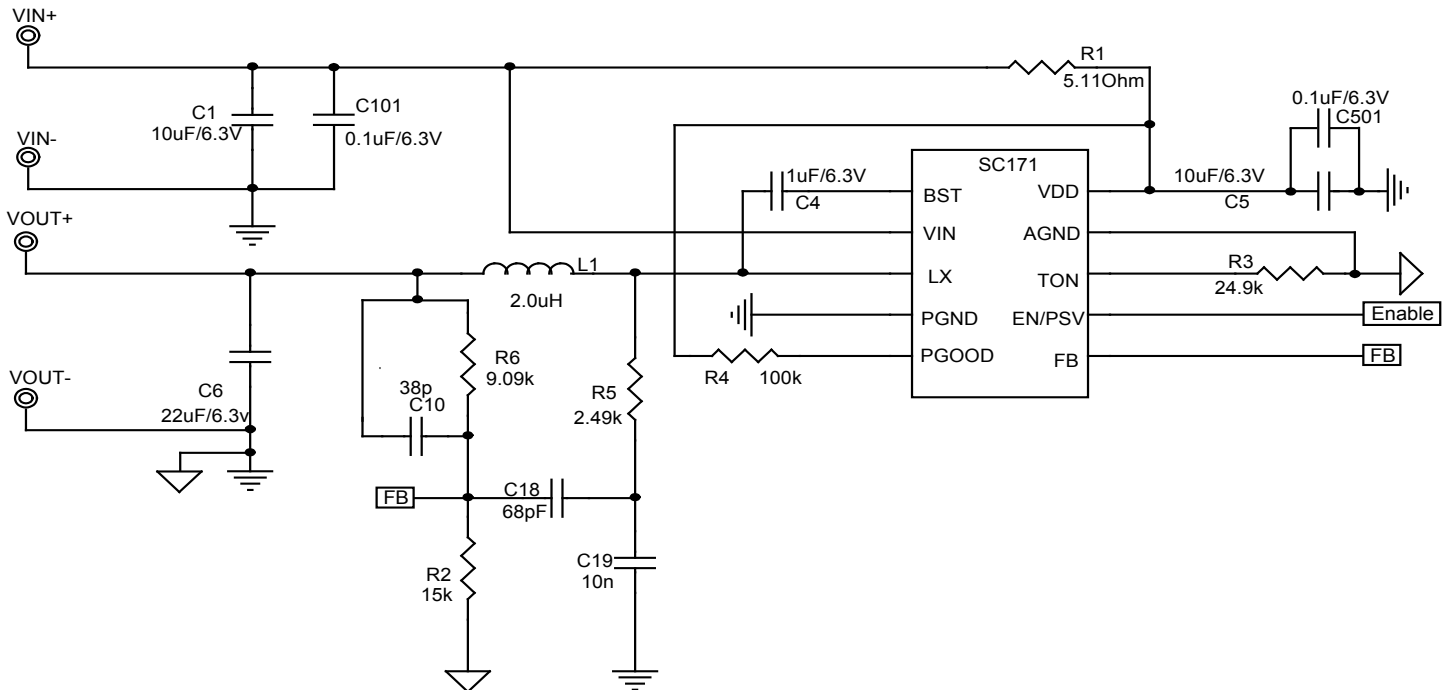 VIN+
R1
5.11Ohm
C1
10uF/6.3V
C101
0.1uF/6.3V
0.1uF/6.3V
C501
VIN-
SC171
1uF/6.3V
C4
BST
VDD
10uF/6.3V
C5
VOUT+
VIN
AGND
L1
2.0uH
LX
TON
R3
24.9k
PGND
EN/PSV
Enable
R6
9.09k
PGOOD
FB
FB
R4
100k
VOUT-
C6
22uF/6.3v
38p
C10
R5
2.49k
FB
C18
68pF
R2
15k
C19
10n